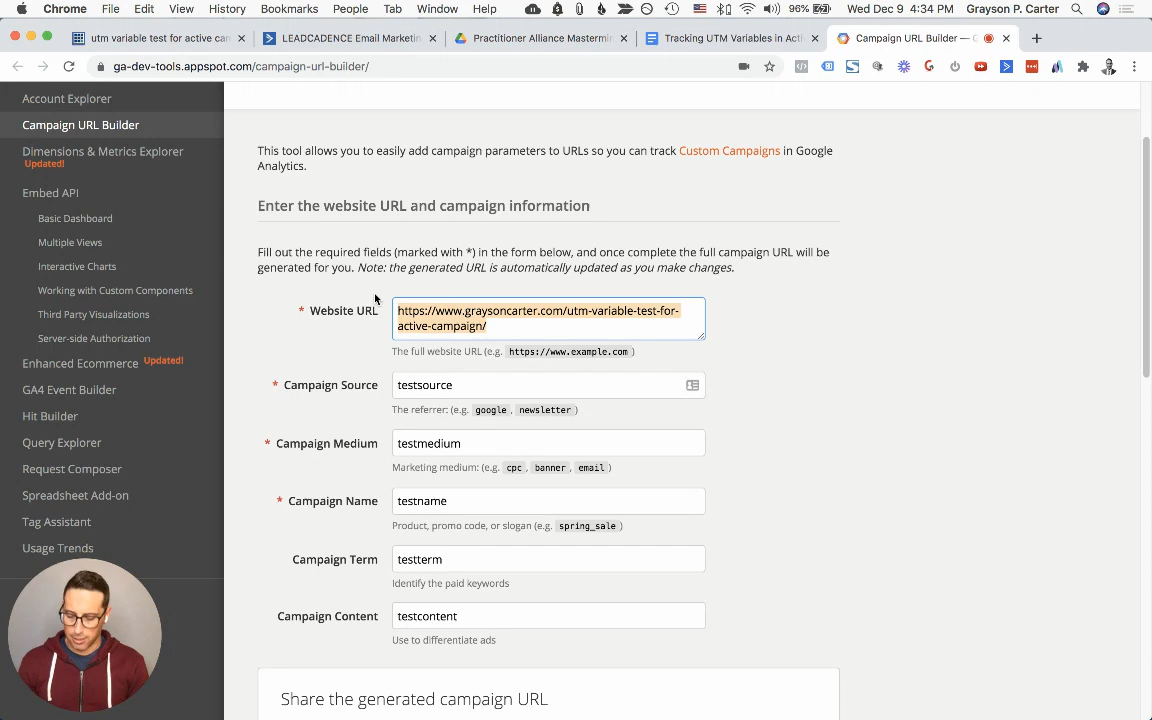 Chrome File Edit View History Bookmarks People Tab Window Help 96% Wed Dec 9 4:34 PM Grayson P. Carter
utm variable test for active can LEADCADENCE Email Marketin Practitioner Alliance Mastermin Tracking UTM Variables in Acti Campaign URL Builder — G
ga-dev-tools.appspot.com/campaign-url-builder/
Account Explorer
Campaign URL Builder
Dimensions & Metrics Explorer
Updated!
Embed API
Basic Dashboard
Multiple Views
Interactive Charts
Working with Custom Components
Third Party Visualizations
Server-side Authorization
Enhanced Ecommerce Updated!
GA4 Event Builder
Hit Builder
Query Explorer
Request Composer
Spreadsheet Add-on
Tag Assistant
Usage Trends
This tool allows you to easily add campaign parameters to URLs so you can track Custom Campaigns in Google
Analytics.
Enter the website URL and campaign information
Fill out the required fields (marked with *) in the form below, and once complete the full campaign URL will be
generated for you. Note: the generated URL is automatically updated as you make changes.
* Website URL https://www.graysoncarter.com/utm-variable-test-for-
active-campaign/
The full website URL (e.g. https://www.example.com )
* Campaign Source testsource
The referrer: (e.g. google , newsletter )
* Campaign Medium testmedium
Marketing medium: (e.g. cpc , banner , email )
* Campaign Name testname
Product, promo code, or slogan (e.g. spring_sale )
Campaign Term testterm
Identify the paid keywords
Campaign Content testcontent
Use to differentiate ads
Share the generated campaign URL